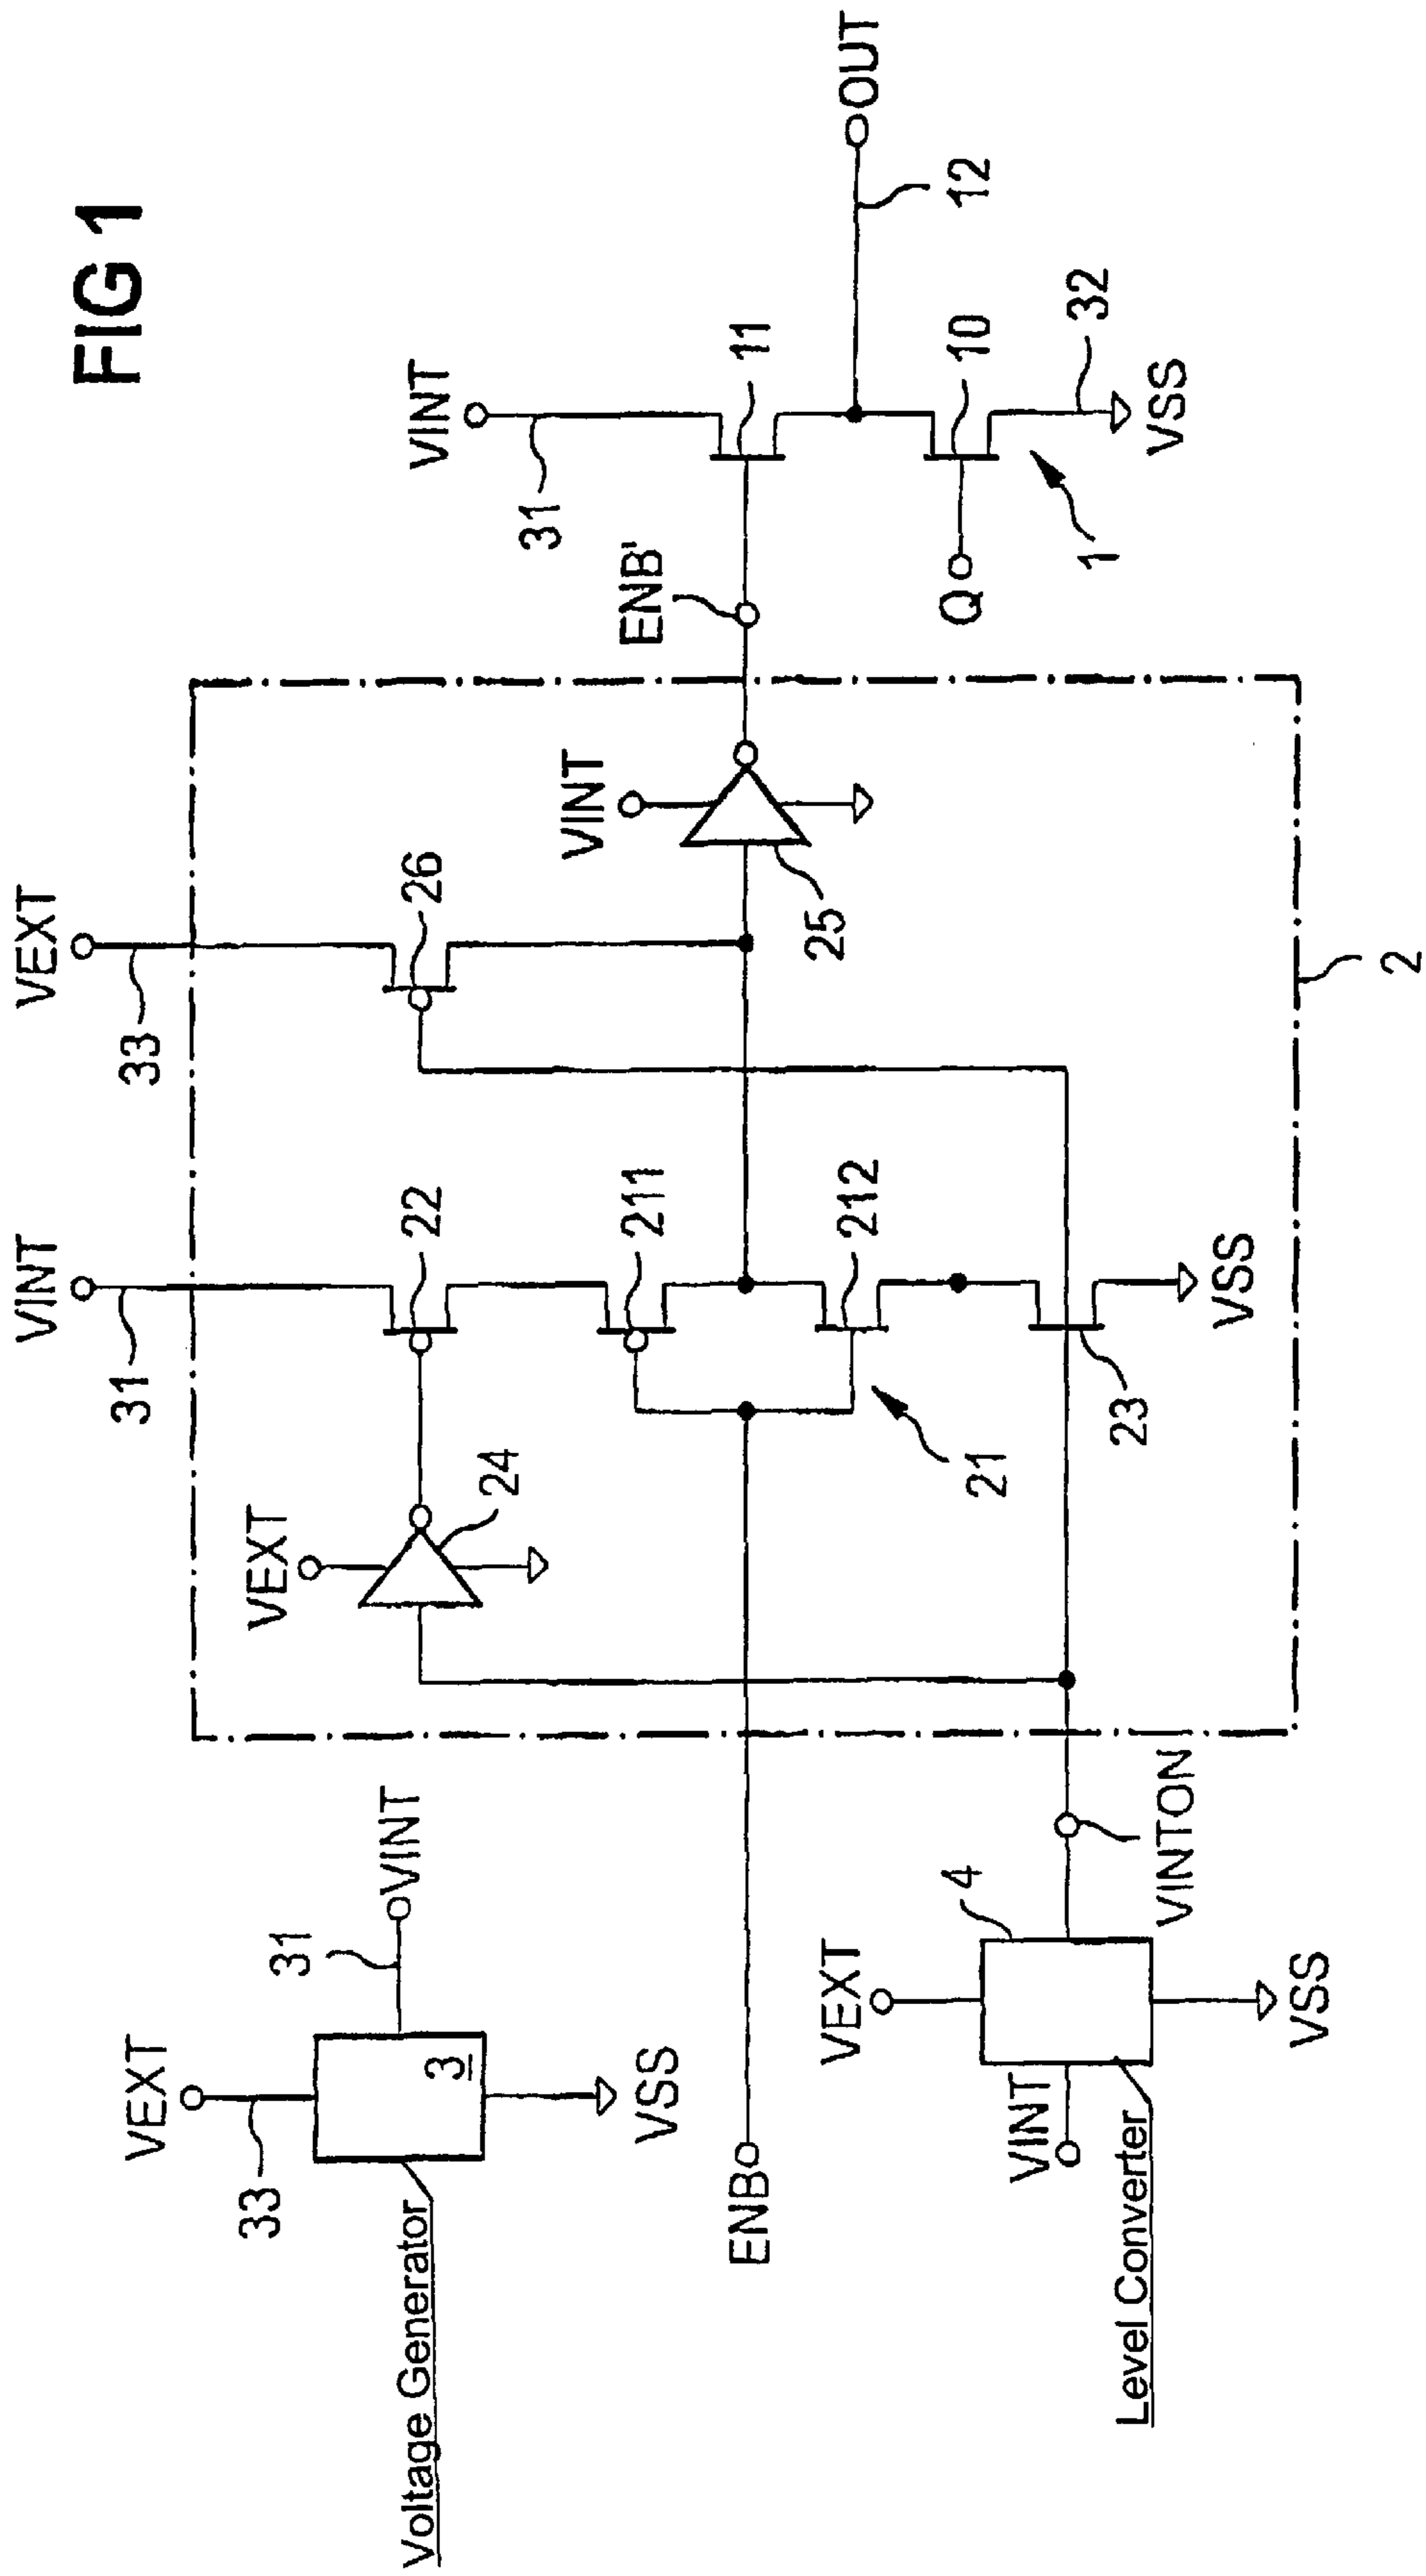 FIG 1
VEXT
33
3
VSS
31
VINT
Voltage Generator
ENB
VEXT
4
VINT
VSS
VINTON
Level Converter
VINT
31
22
VEXT
24
211
212
21
23
VSS
VEXT
33
26
VINT
25
2
ENB'
VINT
31
11
12
OUT
Q
10
1
32
VSS